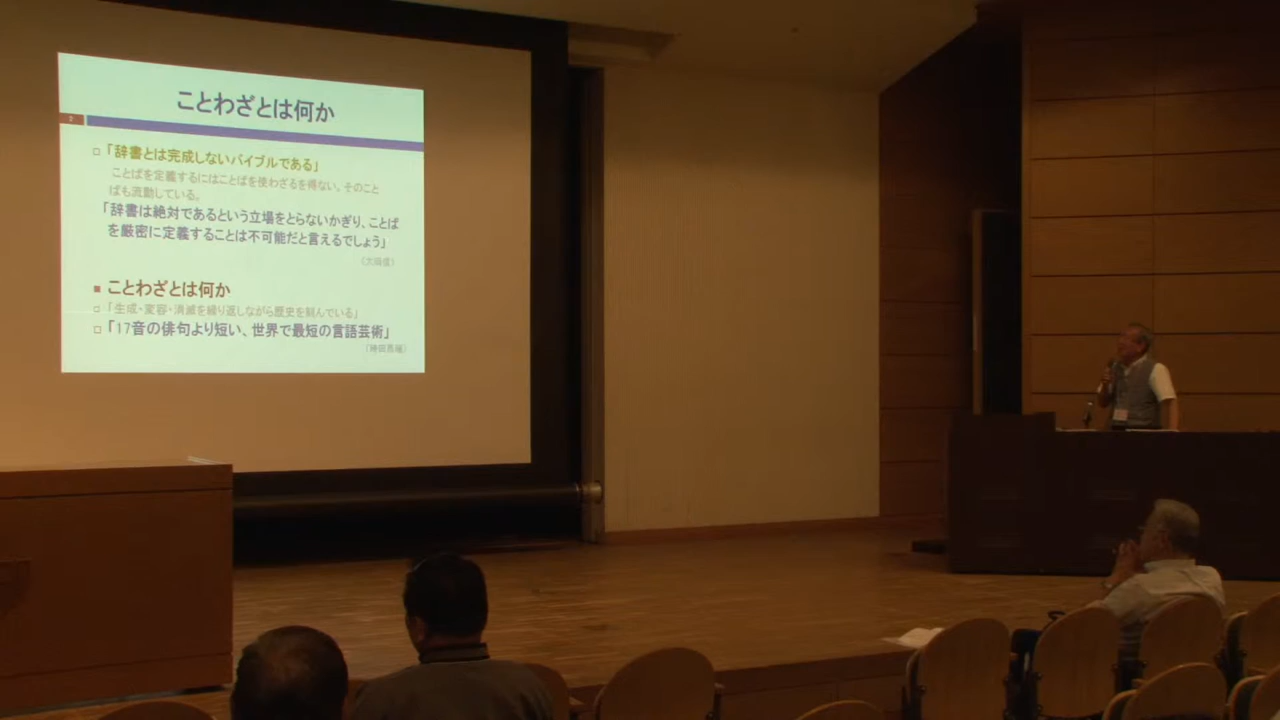 ことわざとは何か
「辞書とは完成しないバイブルである」
ことばを定義するにはことばを使わざるを得ない。そのこと
ばも流動している。
「辞書は絶対であるという立場をとらないかぎり、ことば
を厳密に定義することは不可能だと言えるでしょう」
ことわざとは何か
「生成・変容・消滅を繰り返しながら歴史を刻んでいる」
「17音の俳句より短い、世界で最短の言語芸術」